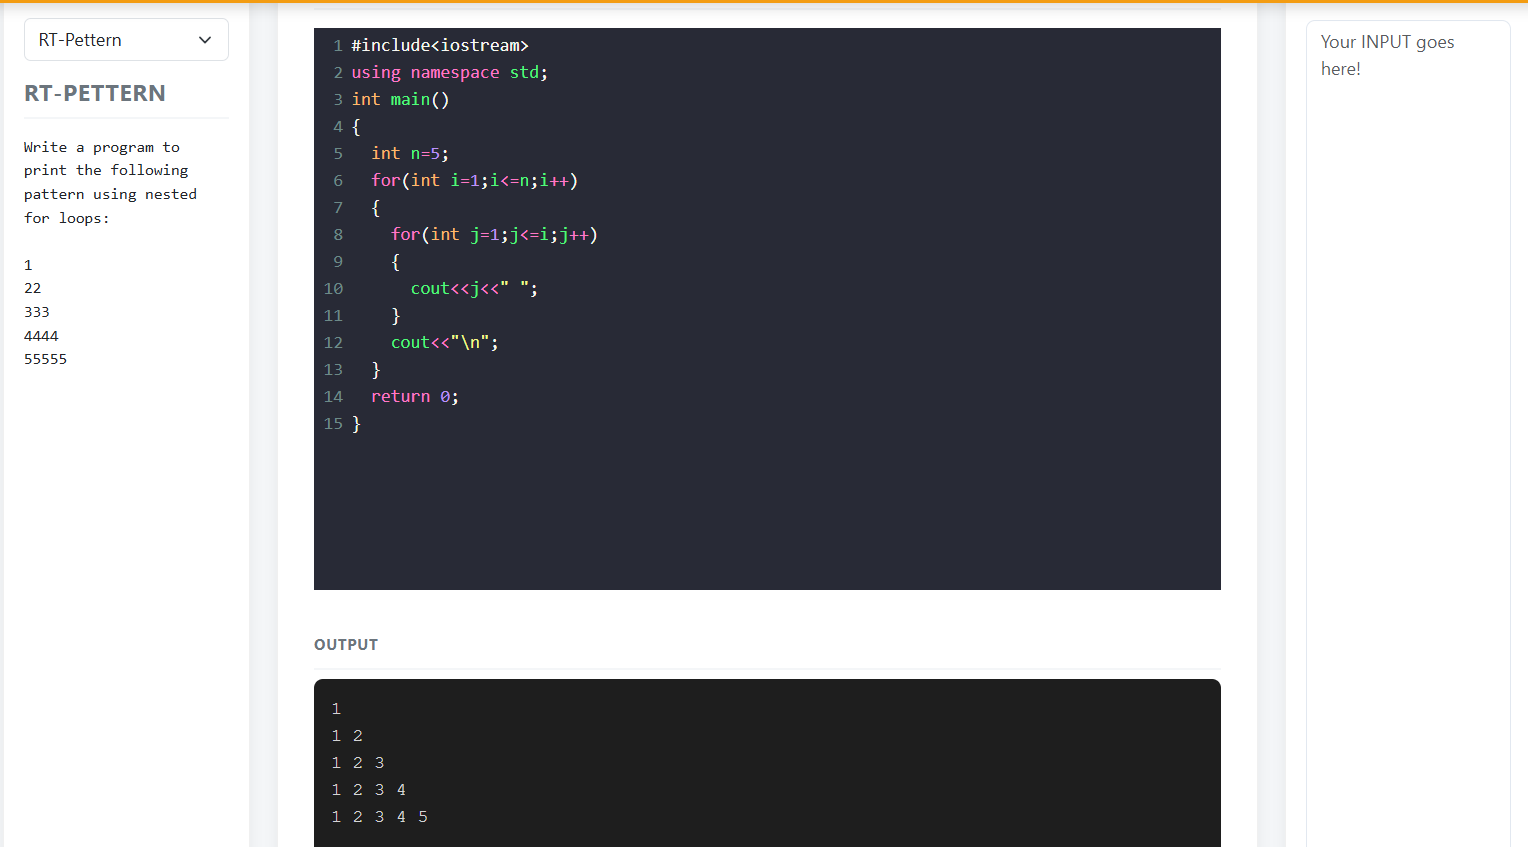 RT-Pettern
RT-PETTERN
Write a program to
print the following
pattern using nested
for loops:
1
22
333
4444
55555
1 #include<iostream>
2 using namespace std;
3 int main()
4 {
5   int n=5;
6   for(int i=1;i<=n;i++)
7   {
8     for(int j=1;j<=i;j++)
9     {
10       cout<<j<<" ";
11     }
12     cout<<"\n";
13   }
14   return 0;
15 }
OUTPUT
1
1 2
1 2 3
1 2 3 4
1 2 3 4 5
Your INPUT goes
here!